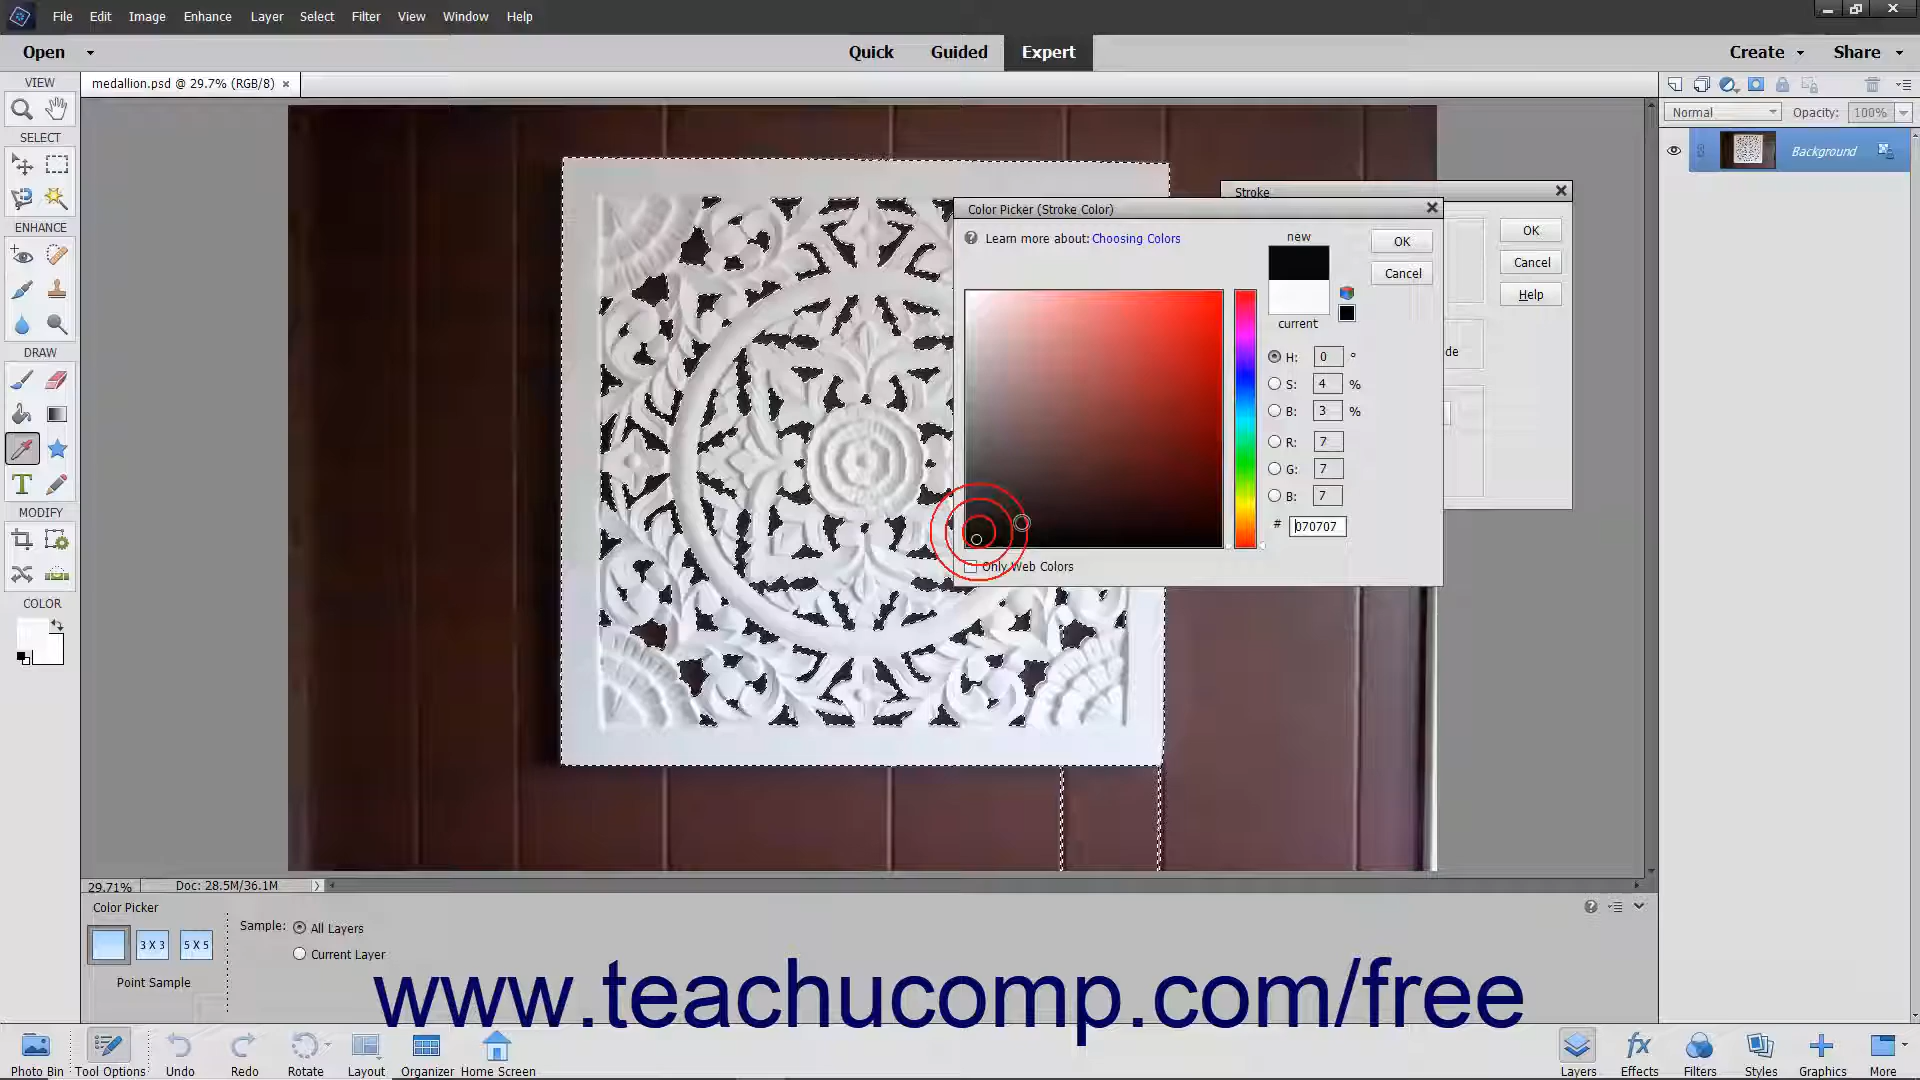 File Edit Image Enhance Layer Select Filter View Window Help
Open Quick Guided Expert Create Share
VIEW
medallion.psd @ 29.7% (RGB/8) ×
Normal Opacity: 100%
SELECT
Background
Stroke
OK
Cancel
Help
de
Color Picker (Stroke Color)
Learn more about: Choosing Colors
new
OK
Cancel
current
H: 0 °
S: 4 %
B: 3 %
R: 7
G: 7
B: 7
# 070707
Only Web Colors
ENHANCE
DRAW
T
MODIFY
COLOR
29.71% Doc: 28.5M/36.1M
Color Picker
3 X 3 5 X 5
Point Sample
Sample: All Layers
Current Layer
www.teachucomp.com/free
Photo Bin Tool Options Undo Redo Rotate Layout Organizer Home Screen
fx
Layers Effects Filters Styles Graphics More